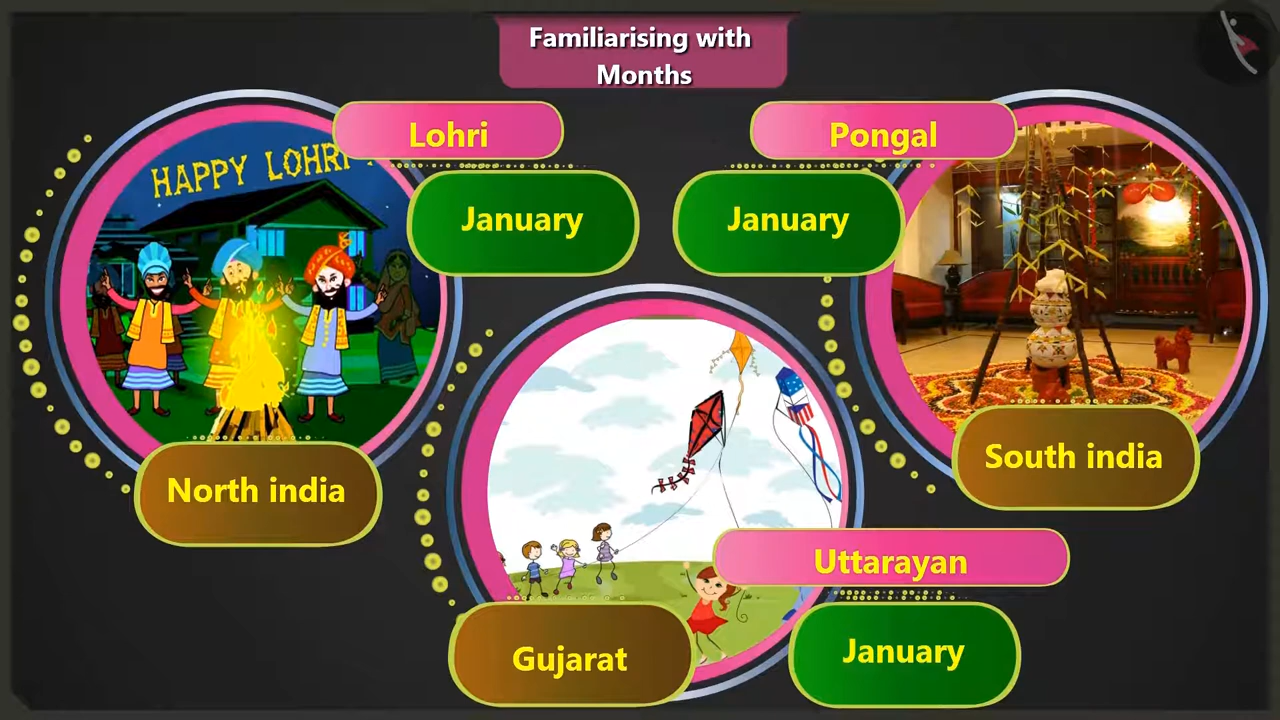 Familiarising with
Months
Lohri
Pongal
HAPPY LOHRI
January
January
North india
South india
Uttarayan
Gujarat
January